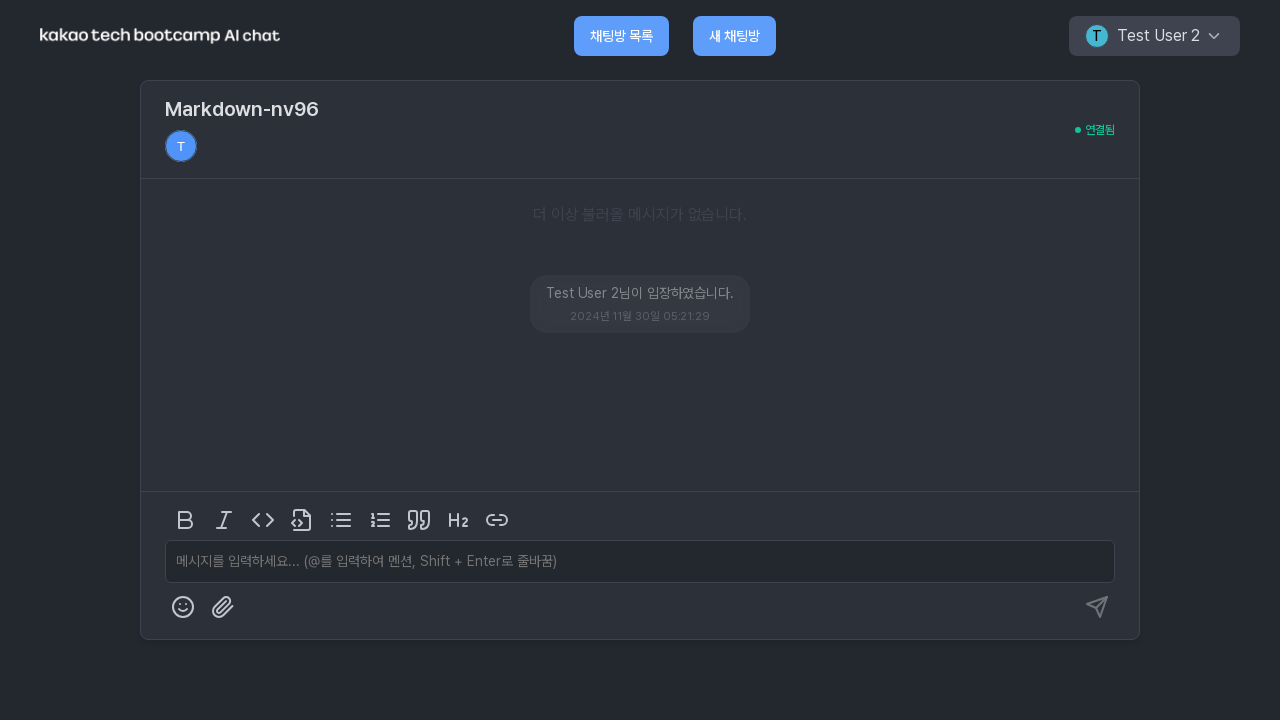 kakao tech bootcamp AI chat
채팅방 목록
새 채팅방
T
Test User 2
Markdown-nv96
T
연결됨
더 이상 불러올 메시지가 없습니다.
Test User 2님이 입장하였습니다.
2024년 11월 30일 05:21:29
메시지를 입력하세요... (@를 입력하여 멘션, Shift + Enter로 줄바꿈)